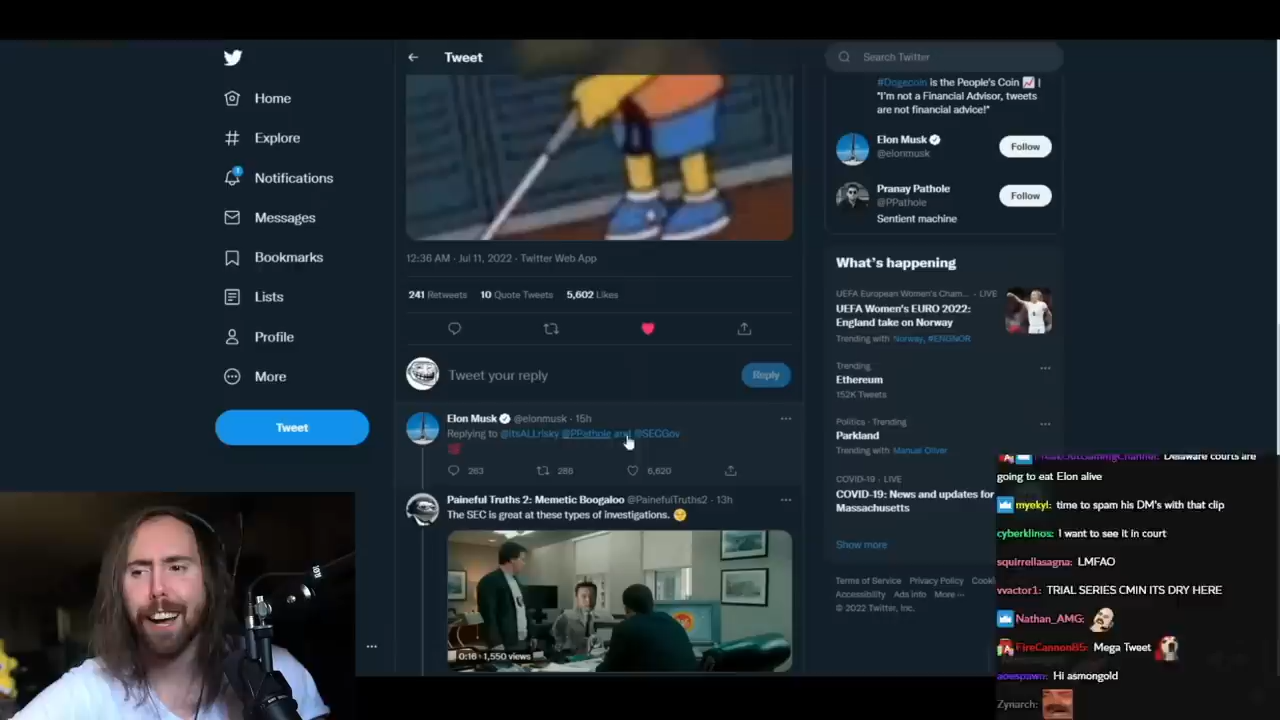 Home
Explore
Notifications
Messages
Bookmarks
Lists
Profile
More
Tweet
Tweet
12:36 AM · Jul 11, 2022 · Twitter Web App
241 Retweets 10 Quote Tweets 5,602 Likes
Tweet your reply
Reply
Elon Musk @elonmusk · 15h
Replying to @itsALLrisky @PPathole and @SECGov
263 286 6,620
Painful Truths 2: Memetic Boogaloo @PainefulTruths2 · 13h
The SEC is great at these types of investigations.
0:16 · 1,550 views
Search Twitter
#Dogecoin is the People's Coin |
"I'm not a Financial Advisor, tweets
are not financial advice!"
Elon Musk
@elonmusk
Follow
Pranay Pathole
@PPathole
Follow
Sentient machine
What's happening
UEFA European Women's Cham... · LIVE
UEFA Women's EURO 2022:
England take on Norway
Trending with Norway, #ENGNOR
Trending
Ethereum
152K Tweets
Politics · Trending
Parkland
Trending with Manuel Oliver
COVID-19 · LIVE
COVID-19: News and updates for
Massachusetts
Show more
Terms of Service Privacy Policy Cooki
Accessibility Ads info More ···
© 2022 Twitter, Inc.
Delaware courts are
going to eat Elon alive
myekyl: time to spam his DM's with that clip
cyberklinos: I want to see it in court
squirrellasagna: LMFAO
vvactor1: TRIAL SERIES CMIN ITS DRY HERE
Nathan_AMG:
FireCannon85: Mega Tweet
aoespawn: Hi asmongold
Zynarch: